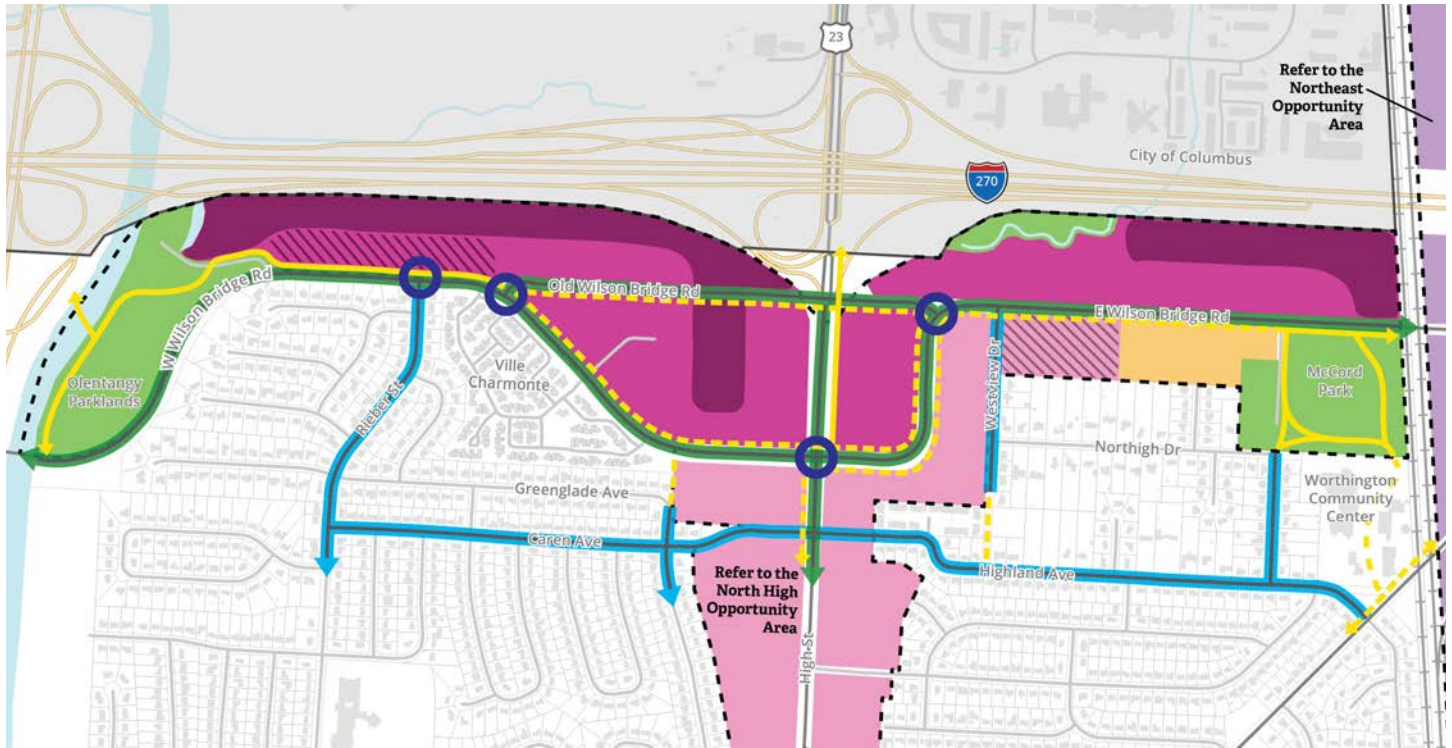 23
Refer to the
Northeast
Opportunity
Area
City of Columbus
270
Old Wilson Bridge Rd
E Wilson Bridge Rd
W Wilson Bridge Rd
Olentangy
Parklands
Rieber St
Ville
Charmonte
Westview Dr
McCord
Park
Northigh Dr
Greenglade Ave
Worthington
Community
Center
Caren Ave
Highland Ave
Refer to the
North High
Opportunity
Area
High St